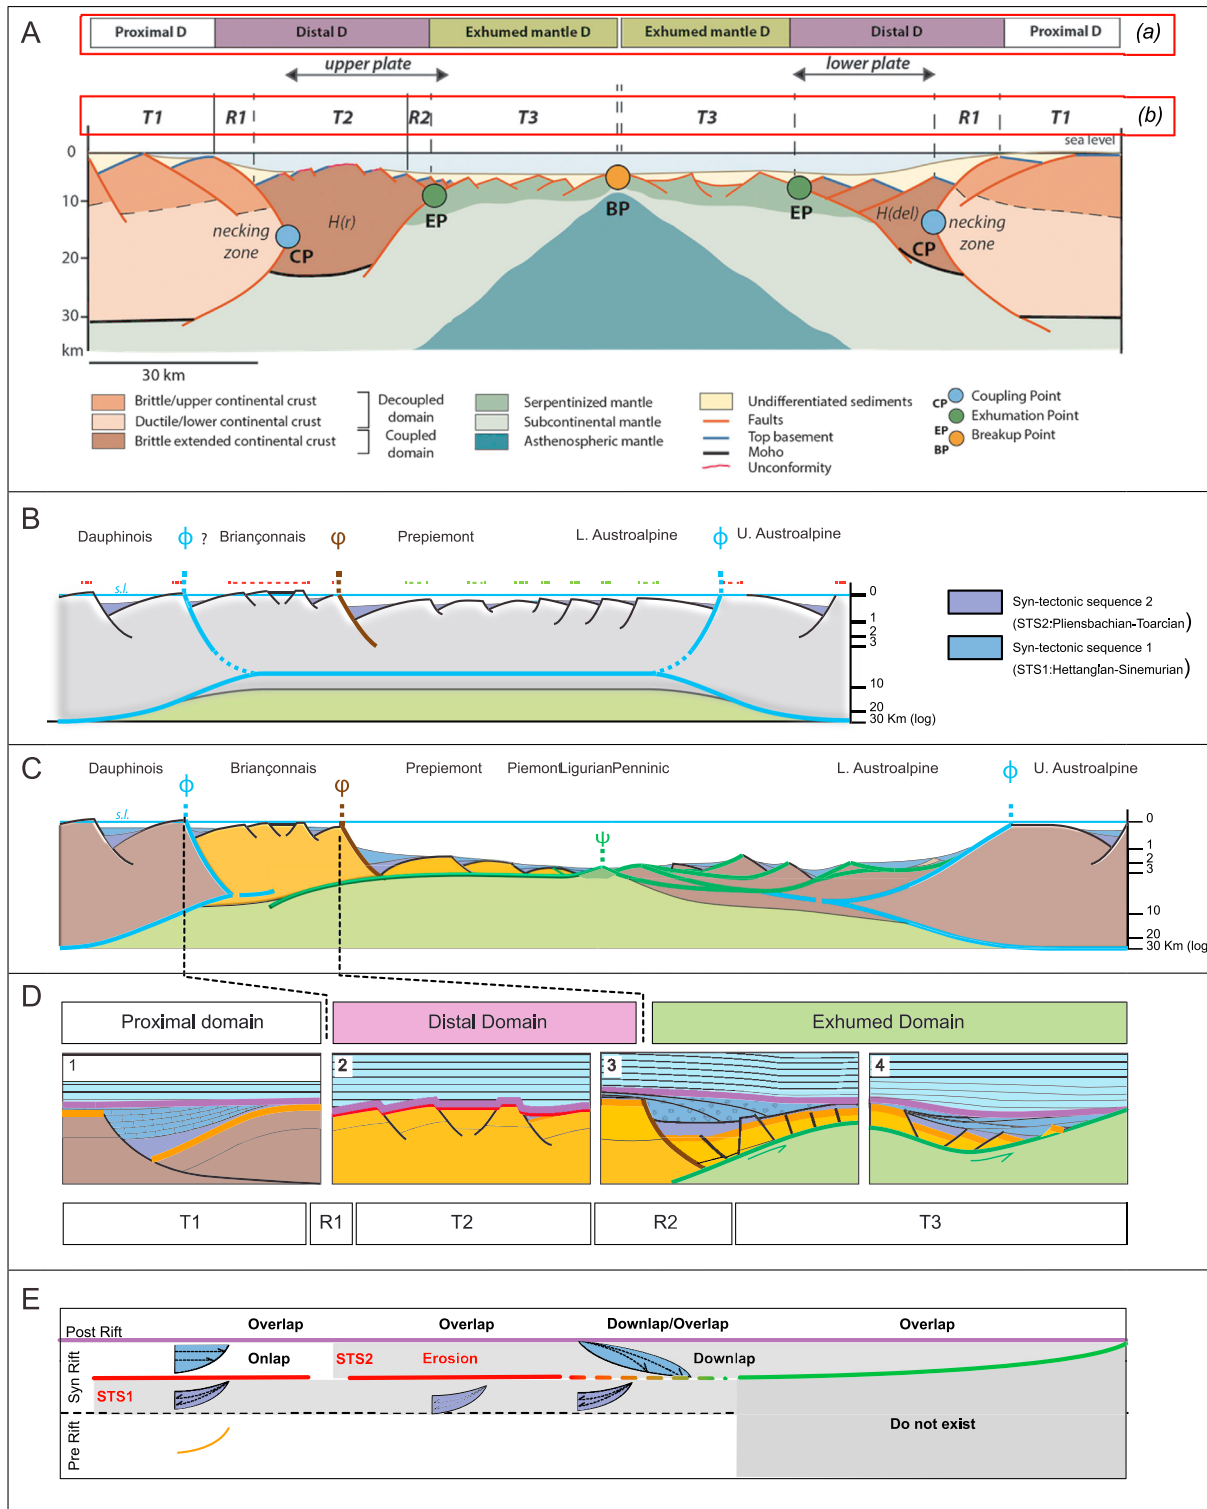 A
Proximal D Distal D Exhumed mantle D Exhumed mantle D Distal D Proximal D (a)
upper plate lower plate
T1 R1 T2 R2 T3 T3 R1 T1 (b)
sea level
0
10
20
30
km
necking zone
CP
H(r)
EP
BP
EP
H(del)
CP
necking zone
30 km
Brittle/upper continental crust
Ductile/lower continental crust
Brittle extended continental crust
Decoupled domain
Coupled domain
Serpentinized mantle
Subcontinental mantle
Asthenospheric mantle
Undifferentiated sediments
Faults
Top basement
Moho
Unconformity
CP Coupling Point
EP Exhumation Point
BP Breakup Point
B
Dauphinois ϕ ? Briançonnais φ Prepiemont L. Austroalpine ϕ U. Austroalpine
s.l.
0
1
2
3
10
20
30 Km (log)
Syn-tectonic sequence 2
(STS2:Pliensbachian-Toarcian)
Syn-tectonic sequence 1
(STS1:Hettangian-Sinemurian)
C
Dauphinois ϕ Briançonnais φ Prepiemont Piemont Ligurian Penninic L. Austroalpine ϕ U. Austroalpine
s.l.
ψ
0
1
2
3
10
20
30 Km (log)
D
Proximal domain Distal Domain Exhumed Domain
1 2 3 4
T1 R1 T2 R2 T3
E
Post Rift Overlap Overlap Downlap/Overlap Overlap
Syn Rift Onlap STS2 Erosion Downlap
STS1
Pre Rift Do not exist